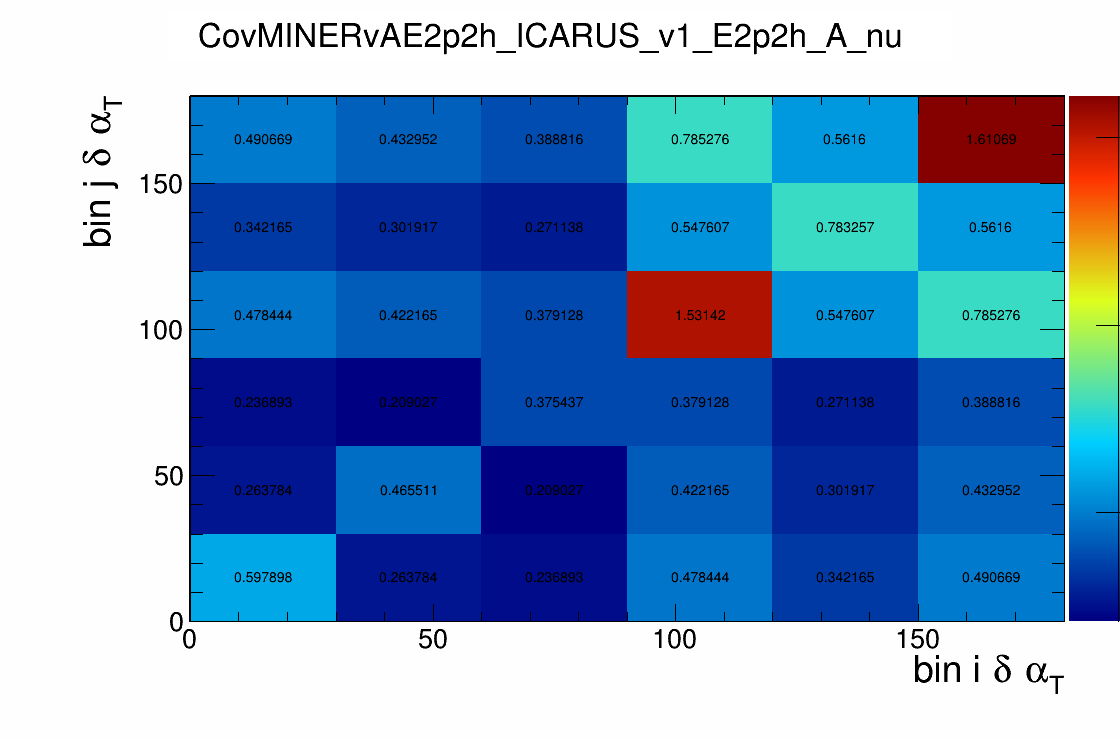 CovMINERvAE2p2h_ICARUS_v1_E2p2h_A_nu
bin j δ α_T
150
100
50
0
0.490669 0.432952 0.388816 0.785276 0.5616 1.61069
0.342165 0.301917 0.271138 0.547607 0.783257 0.5616
0.478444 0.422165 0.379128 1.53142 0.547607 0.785276
0.236893 0.209027 0.375437 0.379128 0.271138 0.388816
0.263784 0.465511 0.209027 0.422165 0.301917 0.432952
0.597898 0.263784 0.236893 0.478444 0.342165 0.490669
0 50 100 150
bin i δ α_T